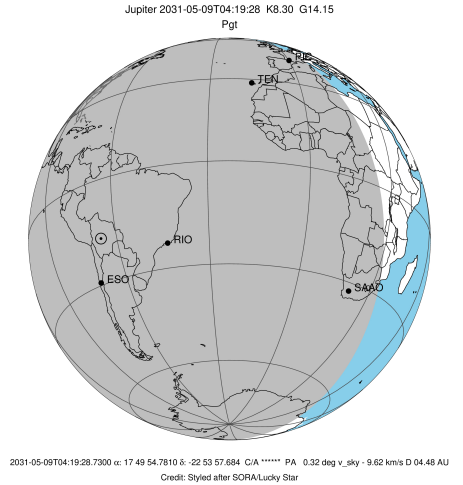 Jupiter 2031-05-09T04:19:28 K8.30 G14.15
Pgt
PIC
TEN
RIO
ESO
SAAO
2031-05-09T04:19:28.7300 α: 17 49 54.7810 δ: -22 53 57.684 C/A ****** PA 0.32 deg v_sky - 9.62 km/s D 04.48 AU
Credit: Styled after SORA/Lucky Star